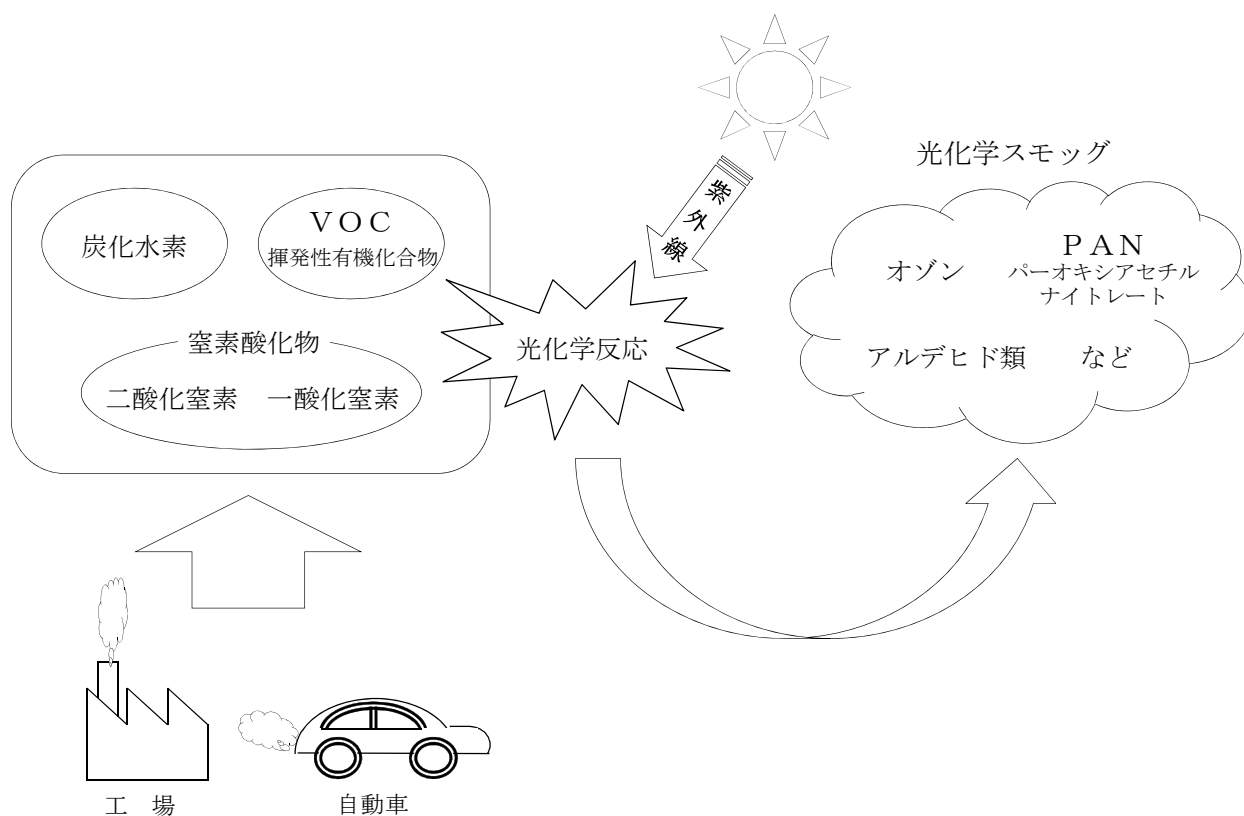 炭化水素
VOC
揮発性有機化合物
窒素酸化物
二酸化窒素 一酸化窒素
紫外線
光化学反応
光化学スモッグ
オゾン
PAN
パーオキシアセチル
ナイトレート
アルデヒド類 など
工 場
自動車